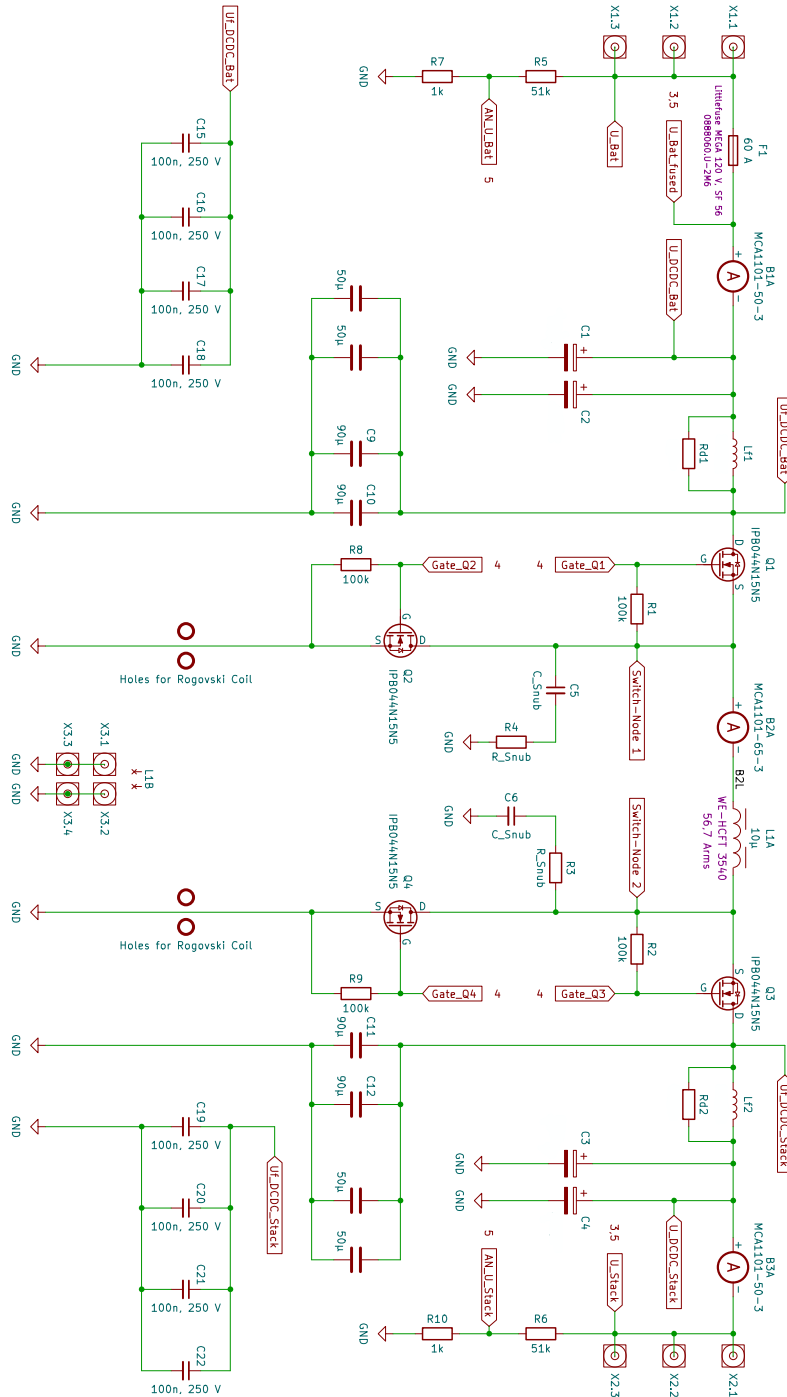 X1.3
X1.2
X1.1
Uf_DCDC_Bat
R7
1k
R5
51k
GND
AN_U_Bat
5
U_Bat
3,5
U_Bat_fused
Littlefuse MEGA 120 V, SF 56
0888060.U-2M6
F1
60 A
C15
100n, 250 V
C16
100n, 250 V
C17
100n, 250 V
C18
100n, 250 V
GND
U_DCDC_Bat
B1A
MCA1101-50-3
+
A
-
50µ
50µ
C1
+
GND
C2
+
GND
Rd1
Lf1
Uf_DCDC_Bat
C9
90µ
C10
90µ
GND
R8
100k
Gate_Q2
4
4
Gate_Q1
Q1
IPB044N15N5
D
G
S
R1
100k
S
G
D
Q2
IPB044N15N5
GND
Holes for Rogovski Coil
C5
C_Snub
R4
R_Snub
GND
Switch-Node 1
B2A
MCA1101-65-3
+
A
-
B2L
X3.3
X3.1
GND
L1B
X3.4
X3.2
GND
C6
C_Snub
GND
R3
R_Snub
Switch-Node 2
WE-HCFT 3540
56,7 Arms
L1A
10µ
Q4
IPB044N15N5
S
D
G
GND
Holes for Rogovski Coil
R2
100k
R9
100k
Gate_Q4
4
4
Gate_Q3
Q3
IPB044N15N5
S
G
D
C11
90µ
C12
90µ
GND
Uf_DCDC_Stack
Rd2
Lf2
C19
100n, 250 V
C20
100n, 250 V
C21
100n, 250 V
C22
100n, 250 V
GND
Uf_DCDC_Stack
50µ
50µ
C3
+
GND
C4
+
GND
U_DCDC_Stack
B3A
MCA1101-50-3
+
A
-
5
AN_U_Stack
3,5
U_Stack
R10
1k
R6
51k
GND
X2.3
X2.2
X2.1